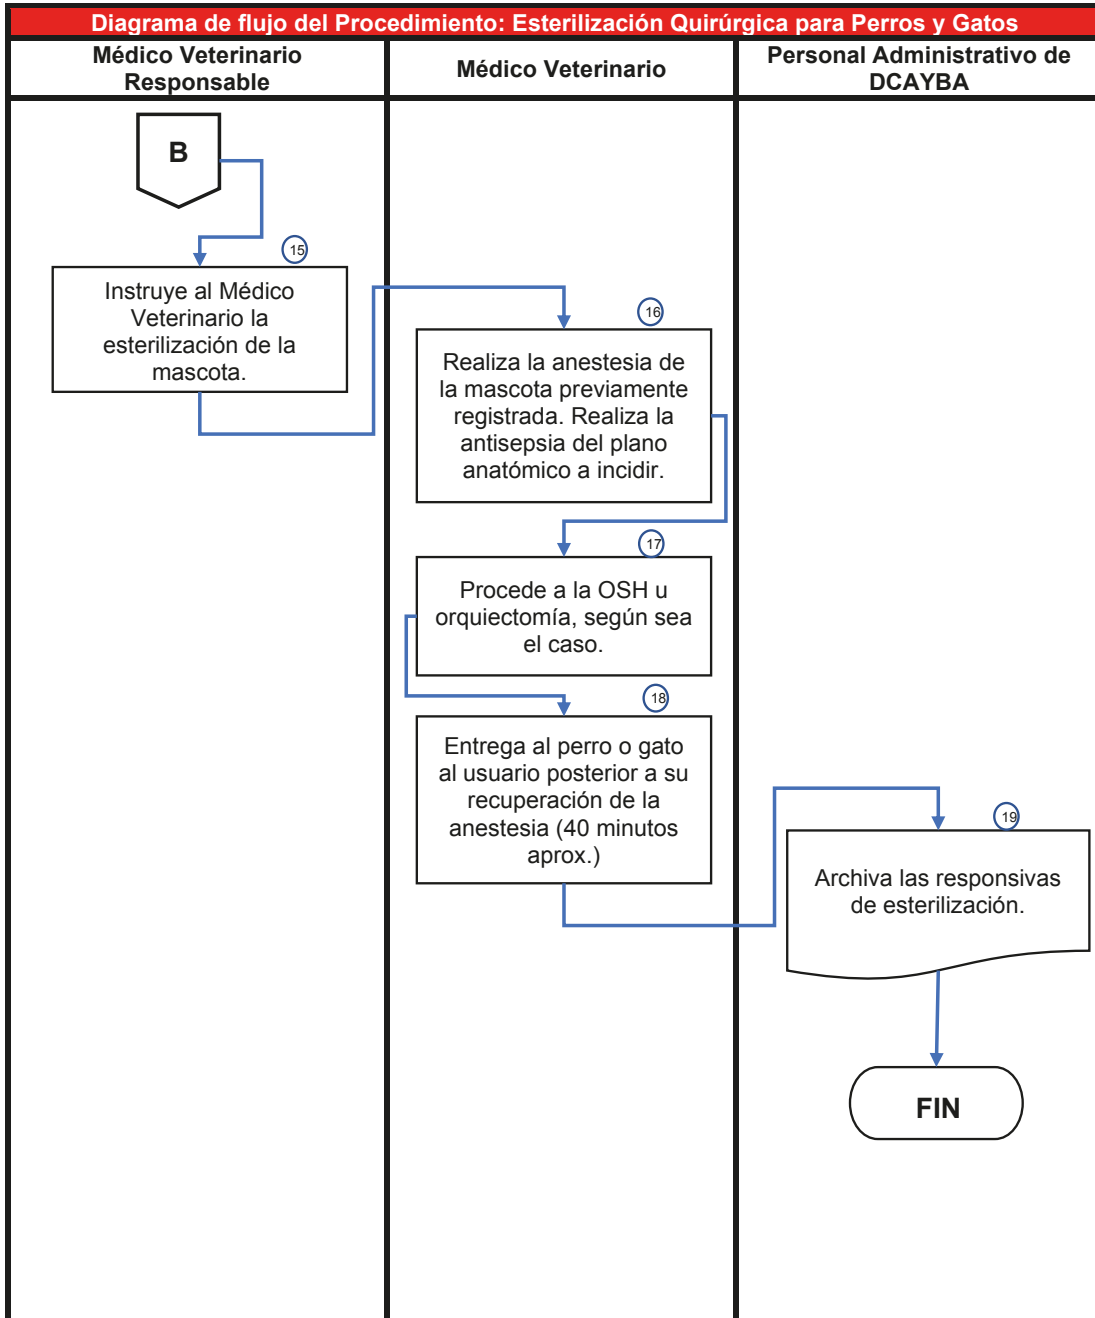 Diagrama de flujo del Procedimiento: Esterilización Quirúrgica para Perros y Gatos
Médico Veterinario
Responsable
Médico Veterinario
Personal Administrativo de
DCAYBA
B
15
Instruye al Médico
Veterinario la
esterilización de la
mascota.
16
Realiza la anestesia de
la mascota previamente
registrada. Realiza la
antisepsia del plano
anatómico a incidir.
17
Procede a la OSH u
orquiectomía, según sea
el caso.
18
Entrega al perro o gato
al usuario posterior a su
recuperación de la
anestesia (40 minutos
aprox.)
19
Archiva las responsivas
de esterilización.
FIN